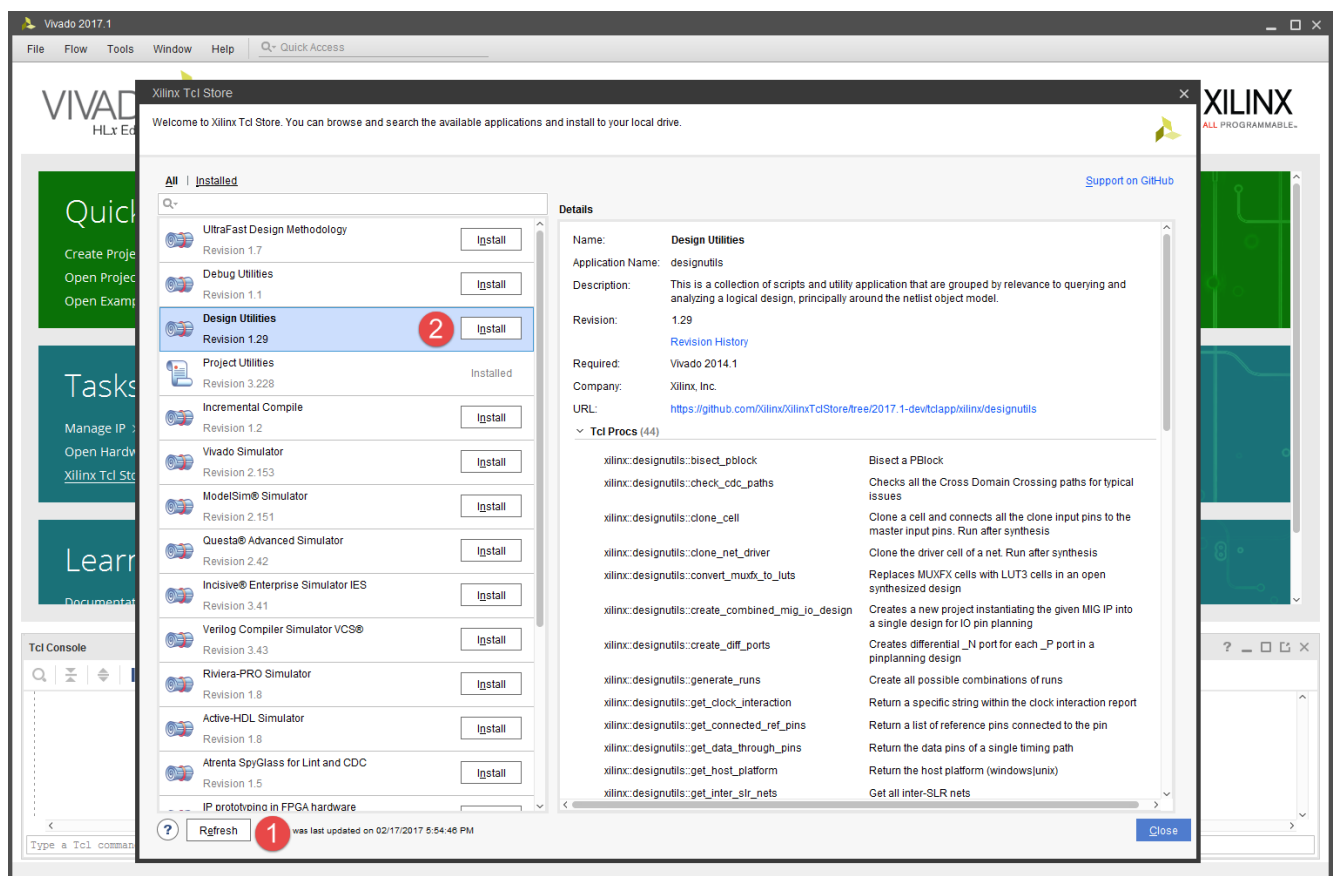 Vivado 2017.1
File Flow Tools Window Help Quick Access
VIVAD
HLx Ed
XILINX
ALL PROGRAMMABLE
Xilinx Tcl Store
Welcome to Xilinx Tcl Store. You can browse and search the available applications and install to your local drive.
All | Installed
Support on GitHub
Quick
Create Proje
Open Projec
Open Examp
Tasks
Manage IP >
Open Hardw
Xilinx Tcl Sto
Learn
Documentat
UltraFast Design Methodology
Revision 1.7
Install
Debug Utilities
Revision 1.1
Install
Design Utilities
Revision 1.29
2
Install
Project Utilities
Revision 3.228
Installed
Incremental Compile
Revision 1.2
Install
Vivado Simulator
Revision 2.153
Install
ModelSim® Simulator
Revision 2.151
Install
Questa® Advanced Simulator
Revision 2.42
Install
Incisive® Enterprise Simulator IES
Revision 3.41
Install
Verilog Compiler Simulator VCS®
Revision 3.43
Install
Riviera-PRO Simulator
Revision 1.8
Install
Active-HDL Simulator
Revision 1.8
Install
Atrenta SpyGlass for Lint and CDC
Revision 1.5
Install
IP prototyping in FPGA hardware
Details
Name: Design Utilities
Application Name: designutils
Description: This is a collection of scripts and utility application that are grouped by relevance to querying and
analyzing a logical design, principally around the netlist object model.
Revision: 1.29
Revision History
Required: Vivado 2014.1
Company: Xilinx, Inc.
URL: https://github.com/Xilinx/XilinxTclStore/tree/2017.1-dev/tclapp/xilinx/designutils
Tcl Procs (44)
xilinx::designutils::bisect_pblock Bisect a PBlock
xilinx::designutils::check_cdc_paths Checks all the Cross Domain Crossing paths for typical
issues
xilinx::designutils::clone_cell Clone a cell and connects all the clone input pins to the
master input pins. Run after synthesis
xilinx::designutils::clone_net_driver Clone the driver cell of a net. Run after synthesis
xilinx::designutils::convert_muxfx_to_luts Replaces MUXFX cells with LUT3 cells in an open
synthesized design
xilinx::designutils::create_combined_mig_io_design Creates a new project instantiating the given MIG IP into
a single design for IO pin planning
xilinx::designutils::create_diff_ports Creates differential _N port for each _P port in a
pinplanning design
xilinx::designutils::generate_runs Create all possible combinations of runs
xilinx::designutils::get_clock_interaction Return a specific string within the clock interaction report
xilinx::designutils::get_connected_ref_pins Return a list of reference pins connected to the pin
xilinx::designutils::get_data_through_pins Return the data pins of a single timing path
xilinx::designutils::get_host_platform Return the host platform (windows|unix)
xilinx::designutils::get_inter_slr_nets Get all inter-SLR nets
? Refresh 1 was last updated on 02/17/2017 5:54:46 PM
Close
Tcl Console
Type a Tcl comman